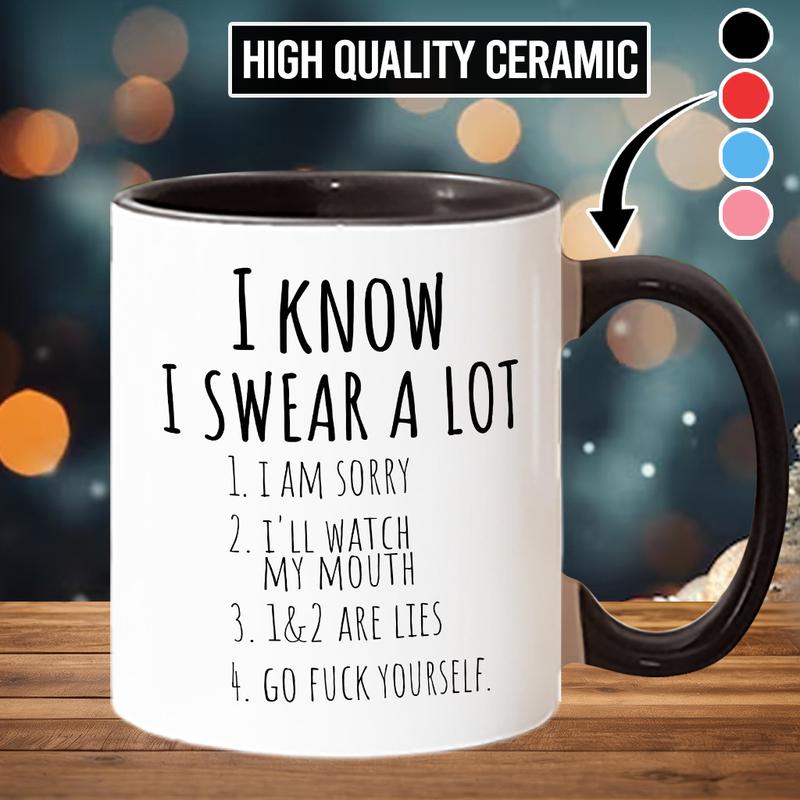 HIGH QUALITY CERAMIC
I KNOW
I SWEAR A LOT
1. I AM SORRY
2. I'LL WATCH
MY MOUTH
3. 1&2 ARE LIES
4. GO FUCK YOURSELF.